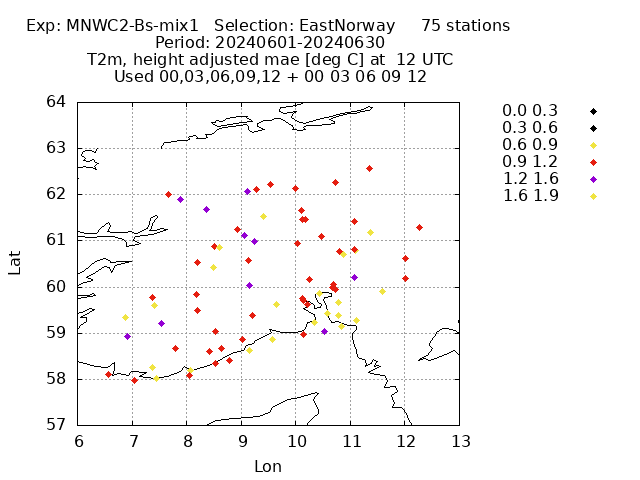 Exp: MNWC2-Bs-mix1   Selection: EastNorway     75 stations
Period: 20240601-20240630
T2m, height adjusted mae [deg C] at  12 UTC
Used 00,03,06,09,12 + 00 03 06 09 12
0.0 0.3
0.3 0.6
0.6 0.9
0.9 1.2
1.2 1.6
1.6 1.9
64
63
62
61
60
59
58
57
Lat
6 7 8 9 10 11 12 13
Lon